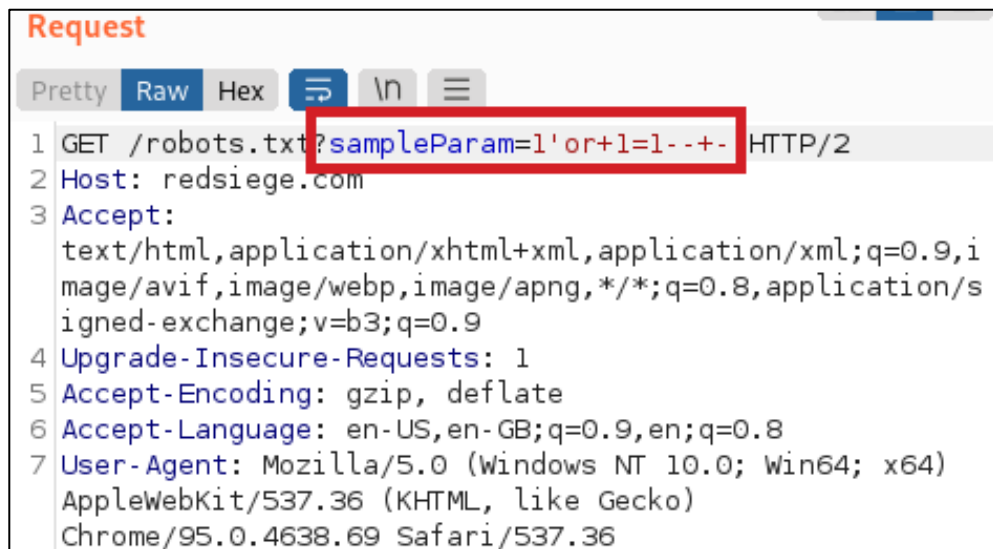 Request
Pretty Raw Hex \n
1 GET /robots.txt?sampleParam=1'or+1=1--+- HTTP/2
2 Host: redsiege.com
3 Accept:
text/html,application/xhtml+xml,application/xml;q=0.9,i
mage/avif,image/webp,image/apng,*/*;q=0.8,application/s
igned-exchange;v=b3;q=0.9
4 Upgrade-Insecure-Requests: 1
5 Accept-Encoding: gzip, deflate
6 Accept-Language: en-US,en-GB;q=0.9,en;q=0.8
7 User-Agent: Mozilla/5.0 (Windows NT 10.0; Win64; x64)
AppleWebKit/537.36 (KHTML, like Gecko)
Chrome/95.0.4638.69 Safari/537.36